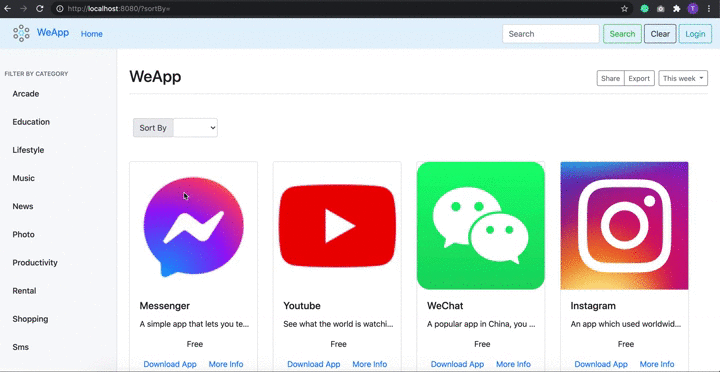 http://localhost:8080/?sortBy=
T
WeApp
Home
Search
Search
Clear
Login
FILTER BY CATEGORY
Arcade
Education
Lifestyle
Music
News
Photo
Productivity
Rental
Shopping
Sms
WeApp
Share
Export
This week
Sort By
Messenger
A simple app that lets you te...
Free
Download App
More Info
Youtube
See what the world is watchi...
Free
Download App
More Info
WeChat
A popular app in China, you ...
Free
Download App
More Info
Instagram
An app which used worldwid...
Free
Download App
More Info